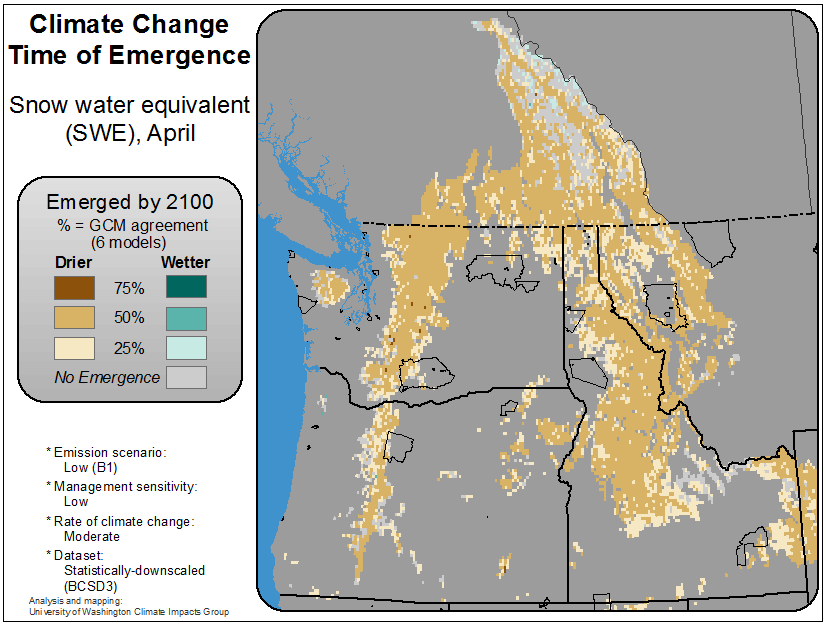 Climate Change
Time of Emergence
Snow water equivalent
(SWE), April
Emerged by 2100
% = GCM agreement
(6 models)
Drier Wetter
75%
50%
25%
No Emergence
* Emission scenario:
Low (B1)
* Management sensitivity:
Low
* Rate of climate change:
Moderate
* Dataset:
Statistically-downscaled
(BCSD3)
Analysis and mapping:
University of Washington Climate Impacts Group